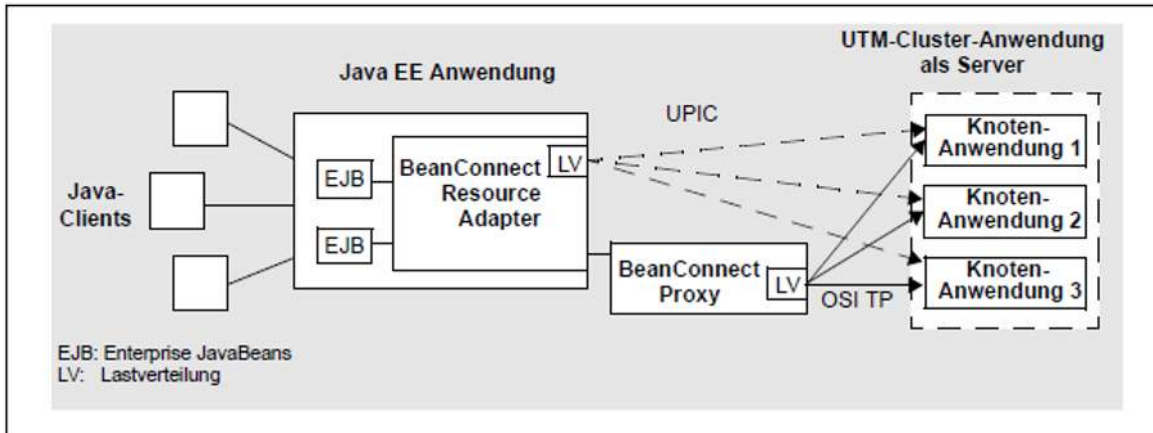 UTM-Cluster-Anwendung
als Server
Java EE Anwendung
UPIC
Knoten-
Anwendung 1
LV
BeanConnect
Resource
Adapter
EJB
Java-
Clients
Knoten-
Anwendung 2
EJB
BeanConnect
Proxy
LV
OSI TP
Knoten-
Anwendung 3
EJB: Enterprise JavaBeans
LV: Lastverteilung